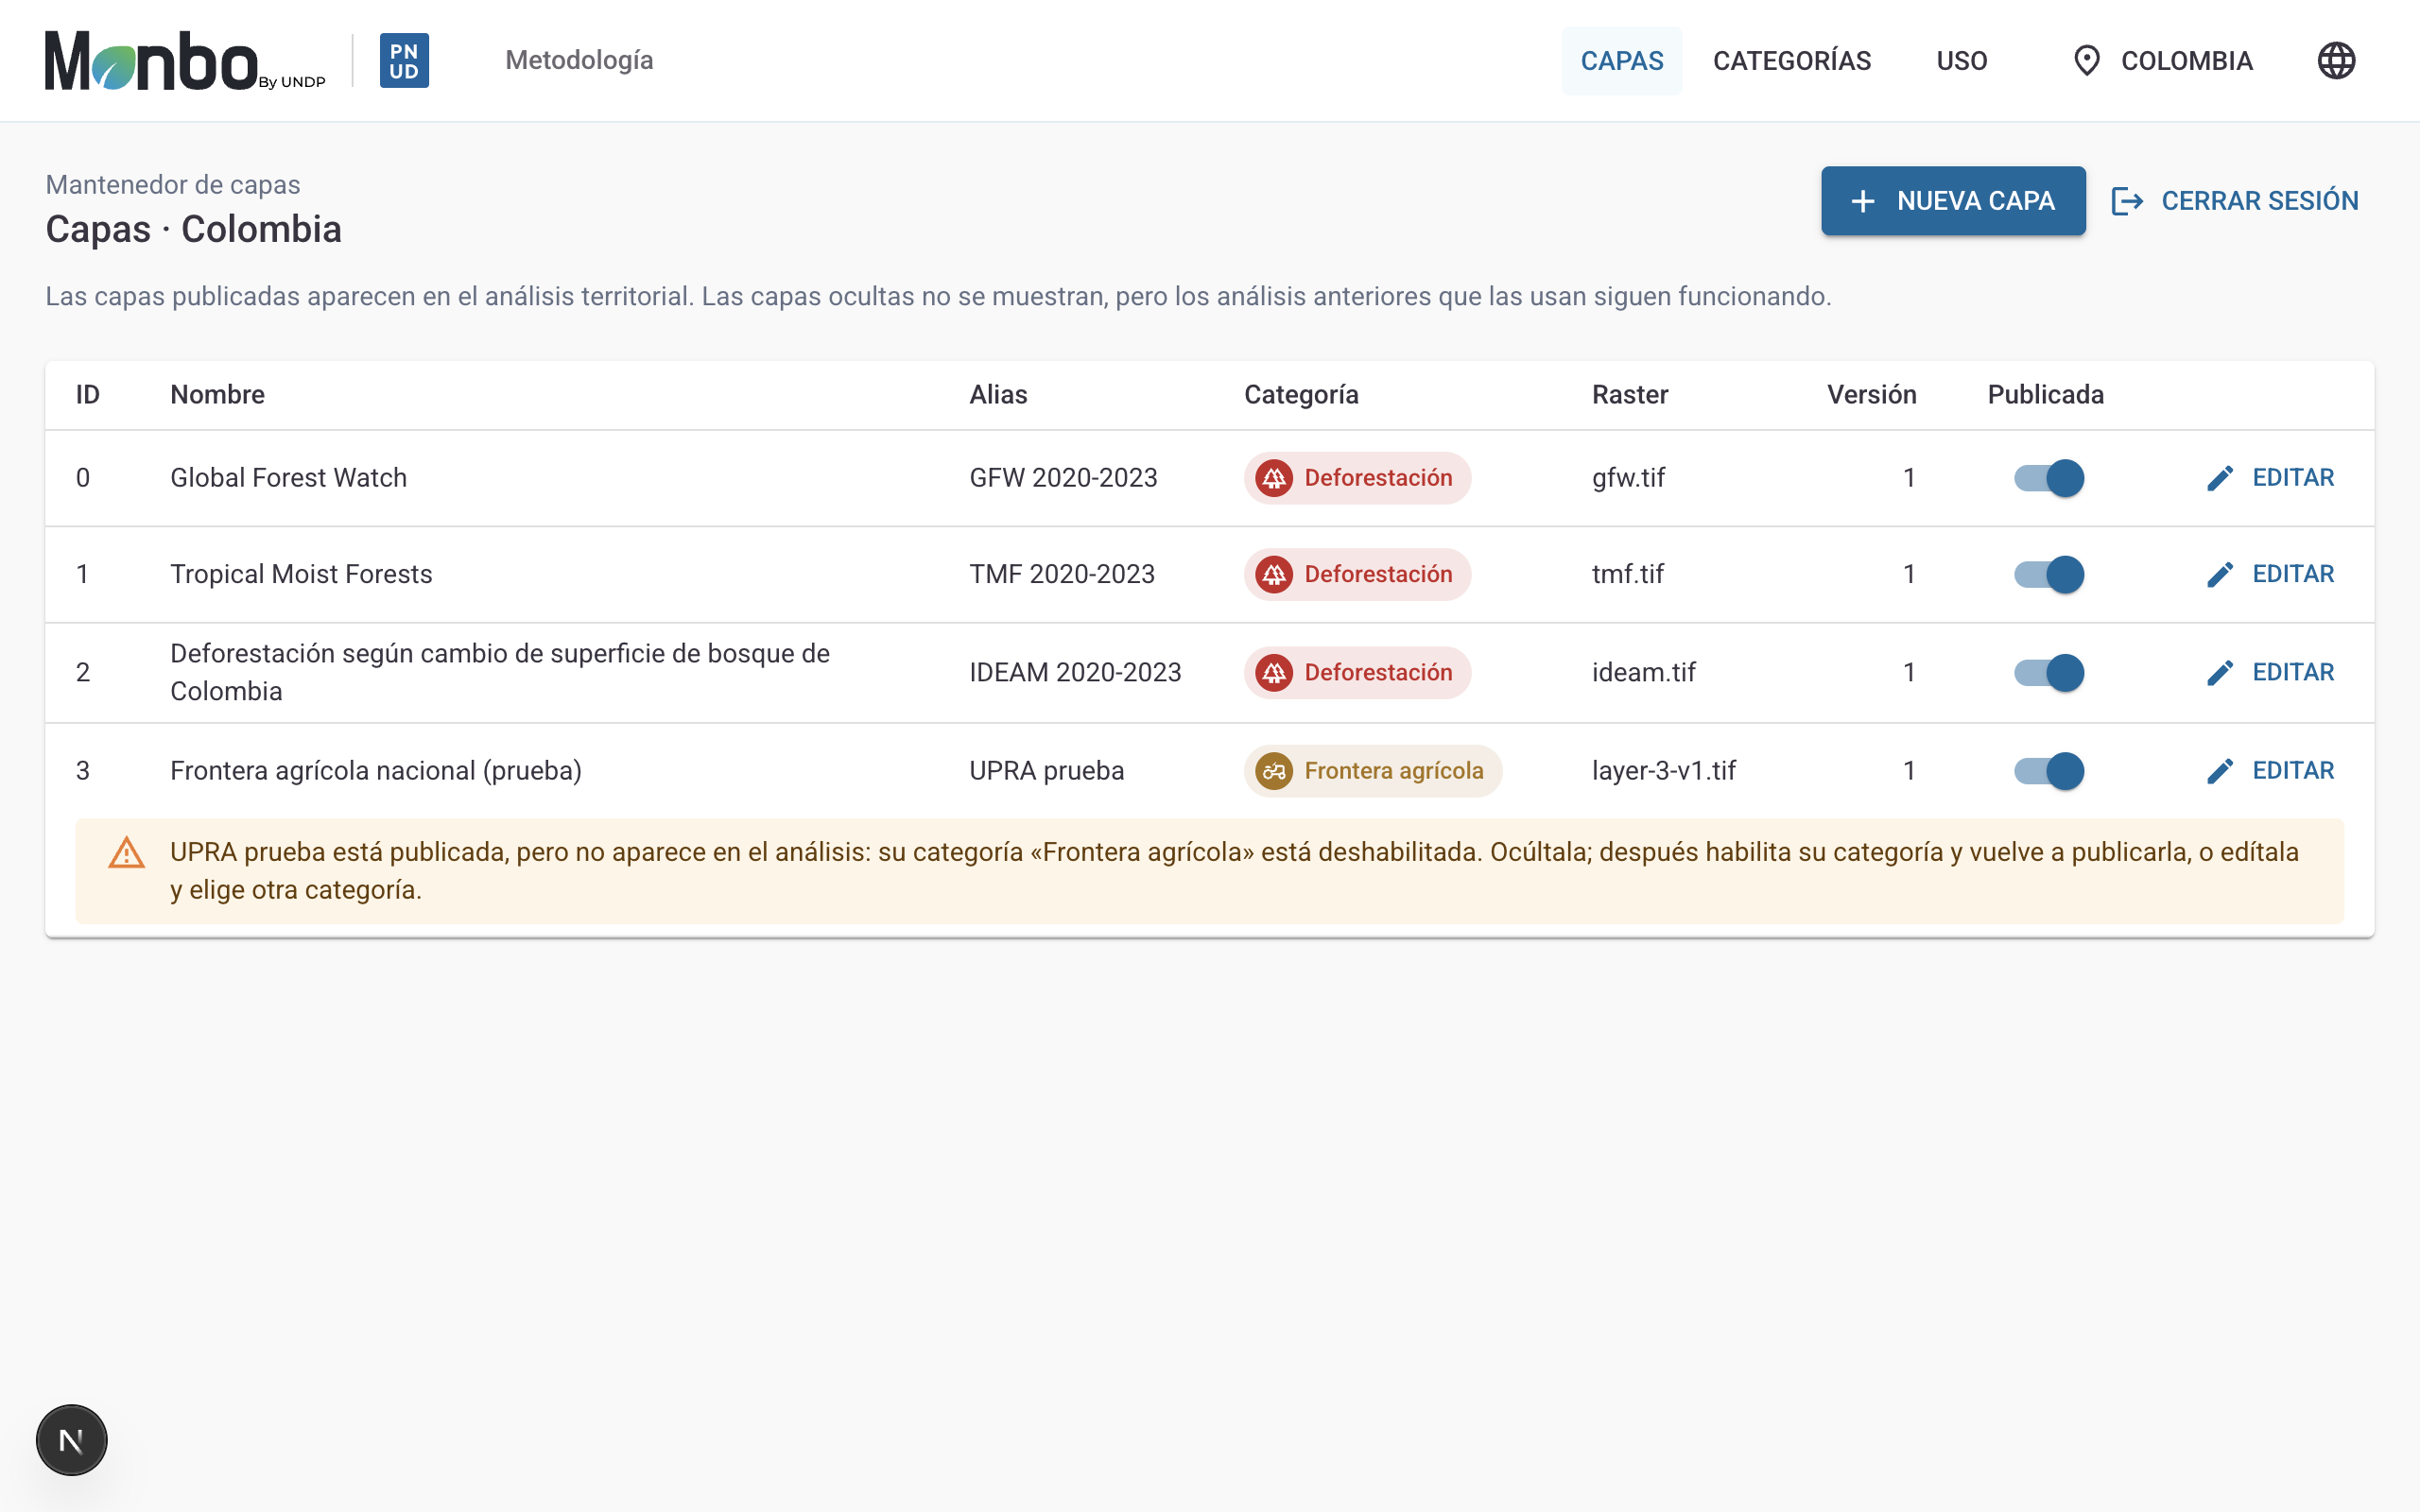 Monbo By UNDP
PN
UD
Metodología
CAPAS
CATEGORÍAS
USO
COLOMBIA
Mantenedor de capas
Capas · Colombia
NUEVA CAPA
CERRAR SESIÓN
Las capas publicadas aparecen en el análisis territorial. Las capas ocultas no se muestran, pero los análisis anteriores que las usan siguen funcionando.
ID Nombre Alias Categoría Raster Versión Publicada
0 Global Forest Watch GFW 2020-2023 Deforestación gfw.tif 1 EDITAR
1 Tropical Moist Forests TMF 2020-2023 Deforestación tmf.tif 1 EDITAR
2 Deforestación según cambio de superficie de bosque de
Colombia IDEAM 2020-2023 Deforestación ideam.tif 1 EDITAR
3 Frontera agrícola nacional (prueba) UPRA prueba Frontera agrícola layer-3-v1.tif 1 EDITAR
UPRA prueba está publicada, pero no aparece en el análisis: su categoría «Frontera agrícola» está deshabilitada. Ocúltala; después habilita su categoría y vuelve a publicarla, o edítala
y elige otra categoría.
N